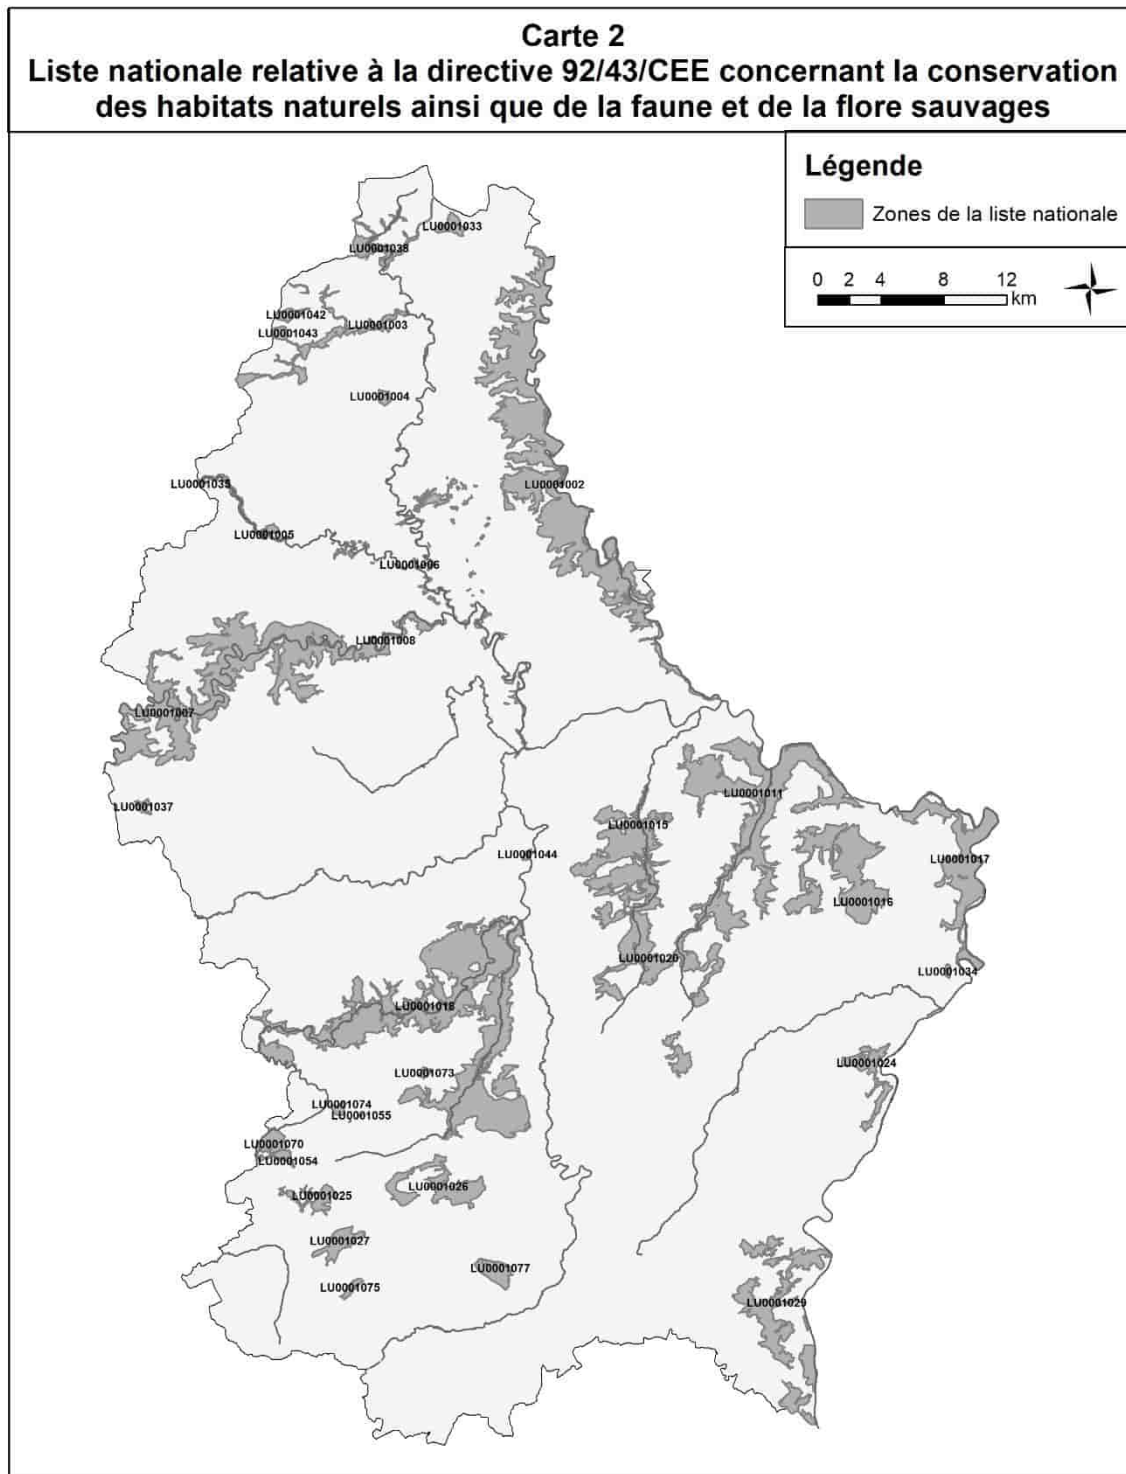 Carte 2
Liste nationale relative à la directive 92/43/CEE concernant la conservation
des habitats naturels ainsi que de la faune et de la flore sauvages
Légende
Zones de la liste nationale
0 2 4 8 12
km
LU0001033
LU0001038
LU0001042
LU0001003
LU0001043
LU0001004
LU0001035
LU0001002
LU0001005
LU0001006
LU0001008
LU0001007
LU0001011
LU0001037
LU0001015
LU0001044
LU0001017
LU0001016
LU0001020
LU0001034
LU0001018
LU0001024
LU0001073
LU0001074
LU0001055
LU0001070
LU0001054
LU0001026
LU0001025
LU0001027
LU0001077
LU0001075
LU0001029